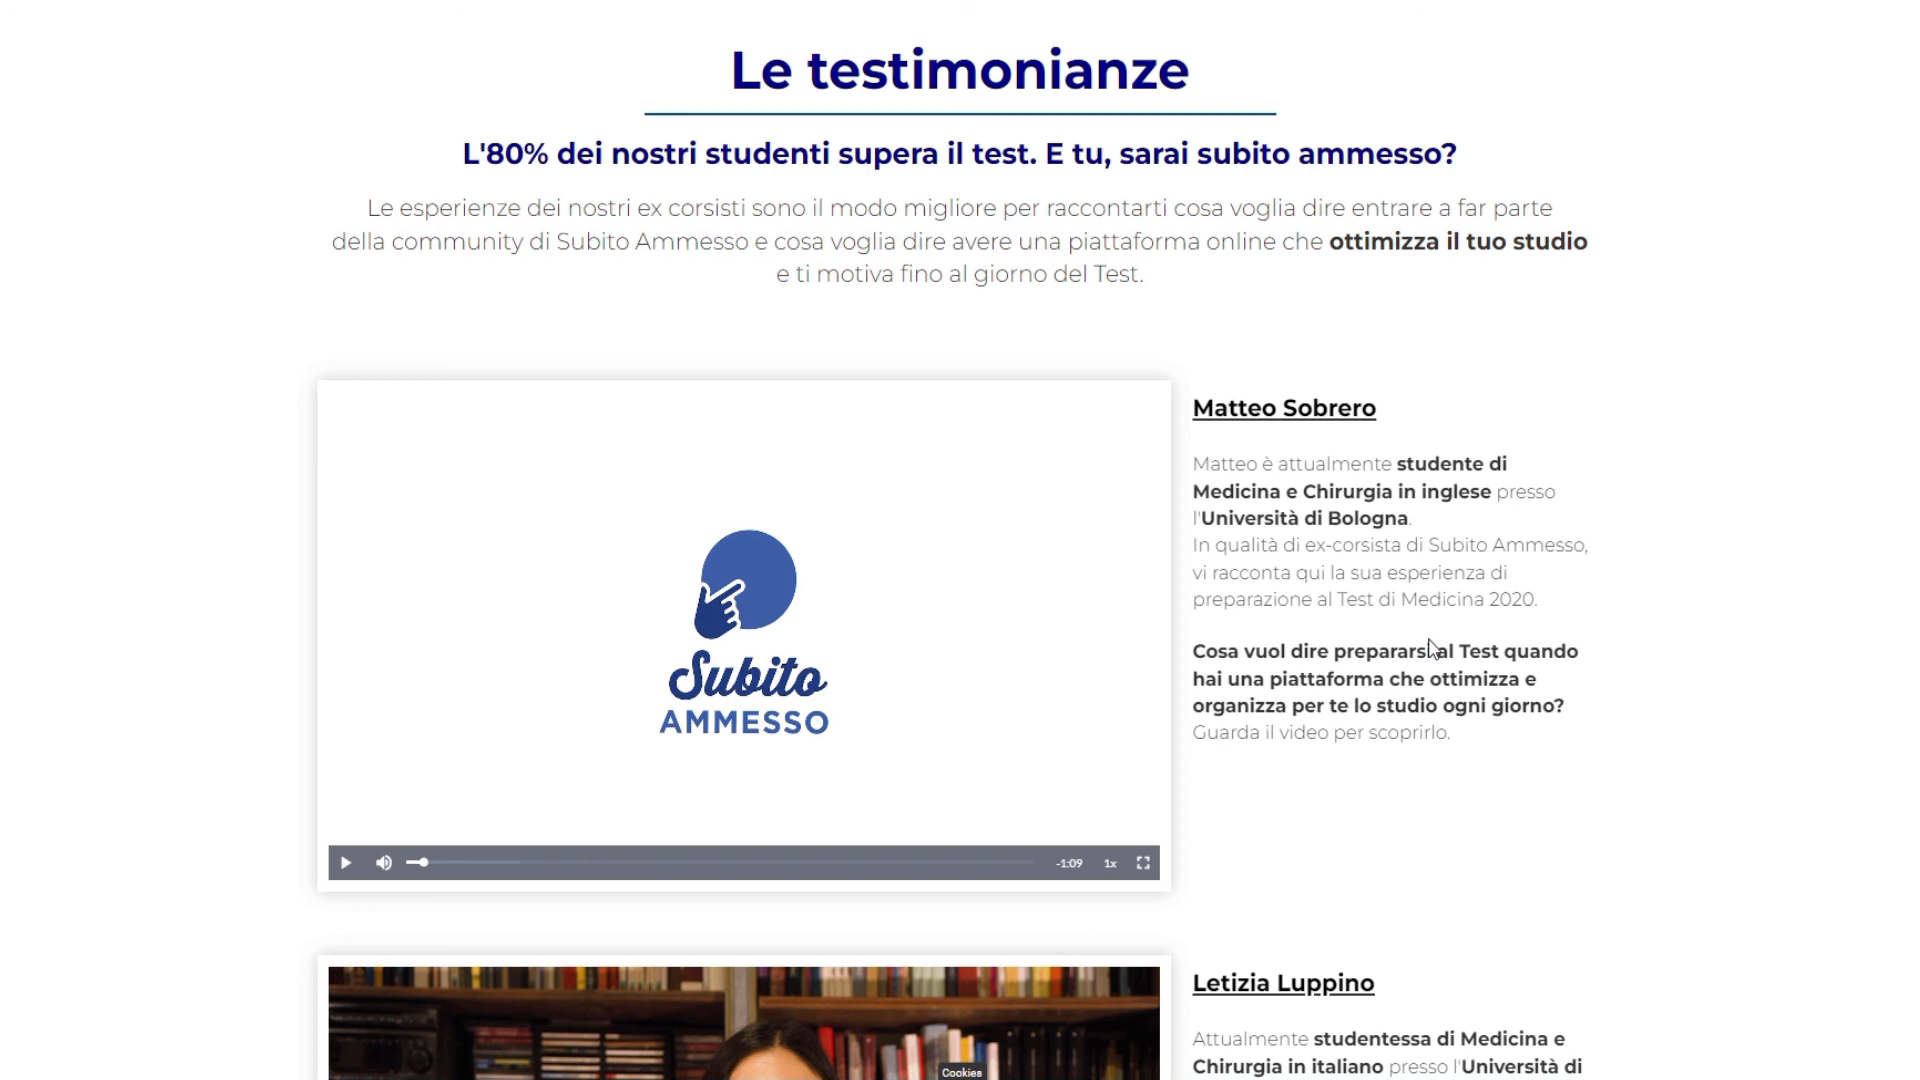 Le testimonianze
L'80% dei nostri studenti supera il test. E tu, sarai subito ammesso?
Le esperienze dei nostri ex corsisti sono il modo migliore per raccontarti cosa voglia dire entrare a far parte
della community di Subito Ammesso e cosa voglia dire avere una piattaforma online che ottimizza il tuo studio
e ti motiva fino al giorno del Test.
Subito
AMMESSO
-1:09
1x
Matteo Sobrero
Matteo è attualmente studente di
Medicina e Chirurgia in inglese presso
l'Università di Bologna.
In qualità di ex-corsista di Subito Ammesso,
vi racconta qui la sua esperienza di
preparazione al Test di Medicina 2020.
Cosa vuol dire prepararsi al Test quando
hai una piattaforma che ottimizza e
organizza per te lo studio ogni giorno?
Guarda il video per scoprirlo.
Letizia Luppino
Attualmente studentessa di Medicina e
Chirurgia in italiano presso l'Università di
Cookies